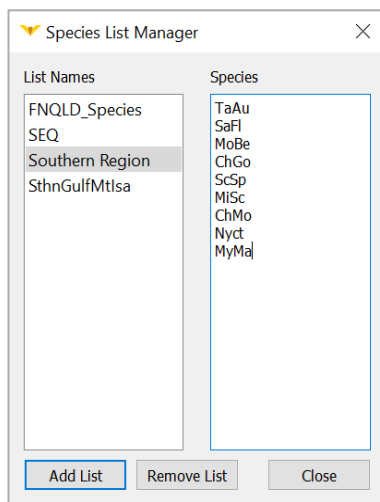 Species List Manager
List Names
Species
FNQLD_Species
SEQ
Southern Region
SthnGulfMtIsa
TaAu
SaFl
MoBe
ChGo
ScSp
MiSc
ChMo
Nyct
MyMa
Add List
Remove List
Close